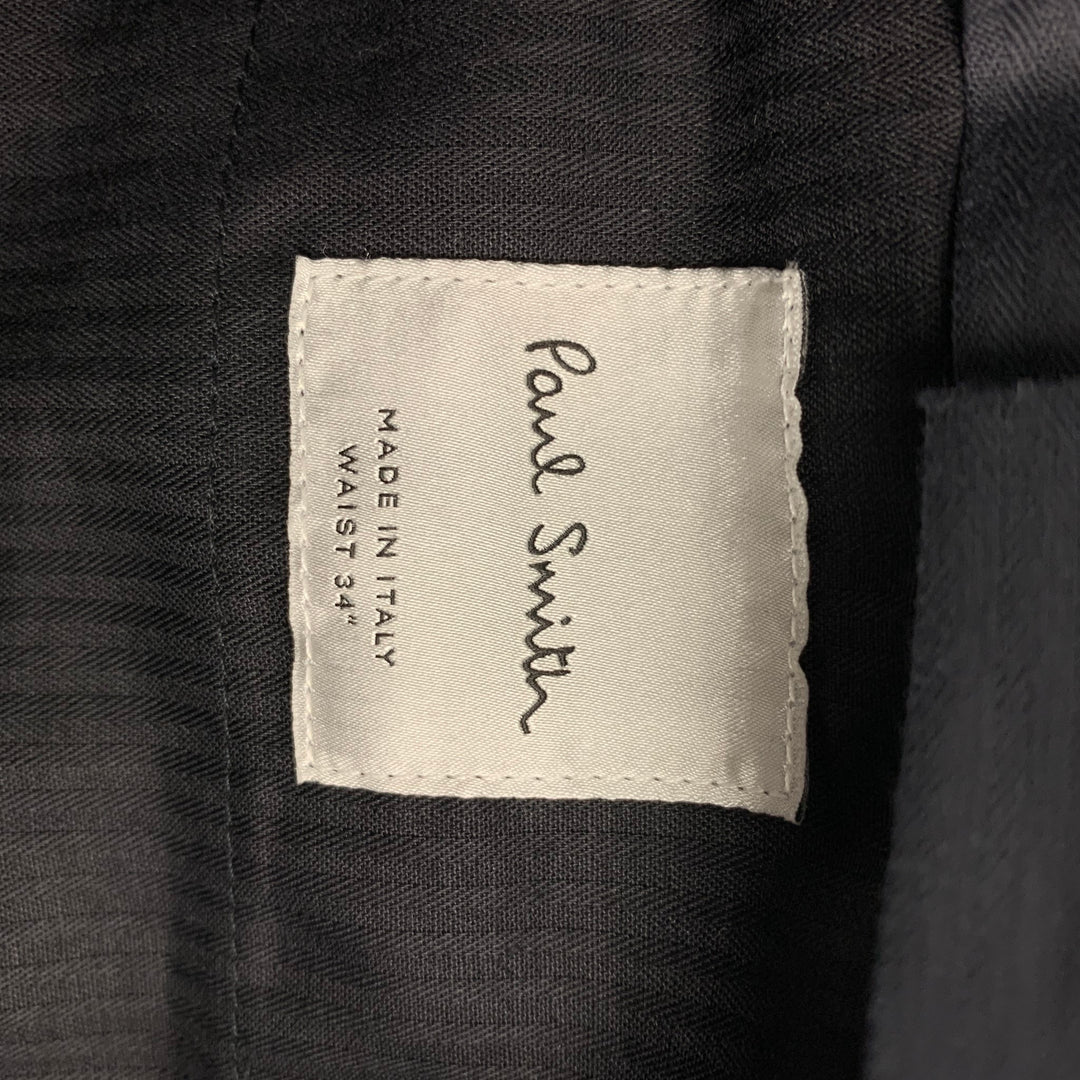 Paul Smith
MADE IN ITALY
WAIST 34"